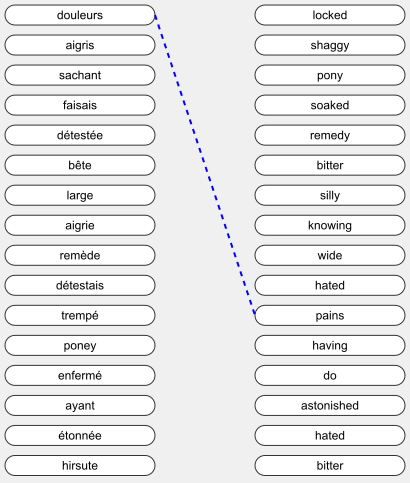 douleurs locked
aigris shaggy
sachant pony
faisais soaked
détestée remedy
bête bitter
large silly
aigrie knowing
remède wide
détestais hated
trempé pains
poney having
enfermé do
ayant astonished
étonnée hated
hirsute bitter